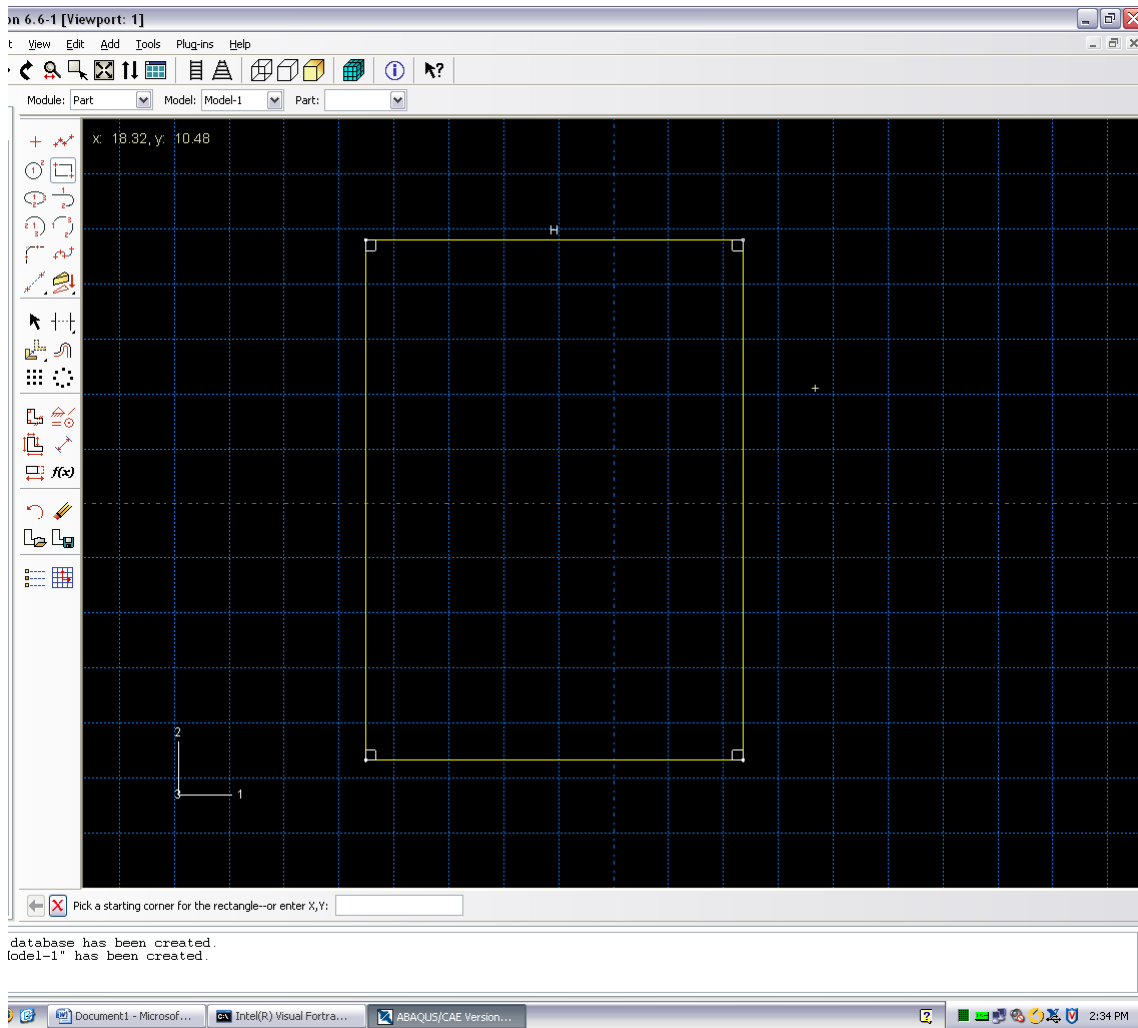 on 6.6-1 [Viewport: 1]
t View Edit Add Tools Plug-ins Help
Module: Part Model: Model-1 Part:
x: 18.32, y: 10.48
H
f(x)
2
3 1
Pick a starting corner for the rectangle--or enter X,Y:
database has been created.
odel-1" has been created.
Document1 - Microsof... Intel(R) Visual Fortra... ABAQUS/CAE Version... 2:34 PM